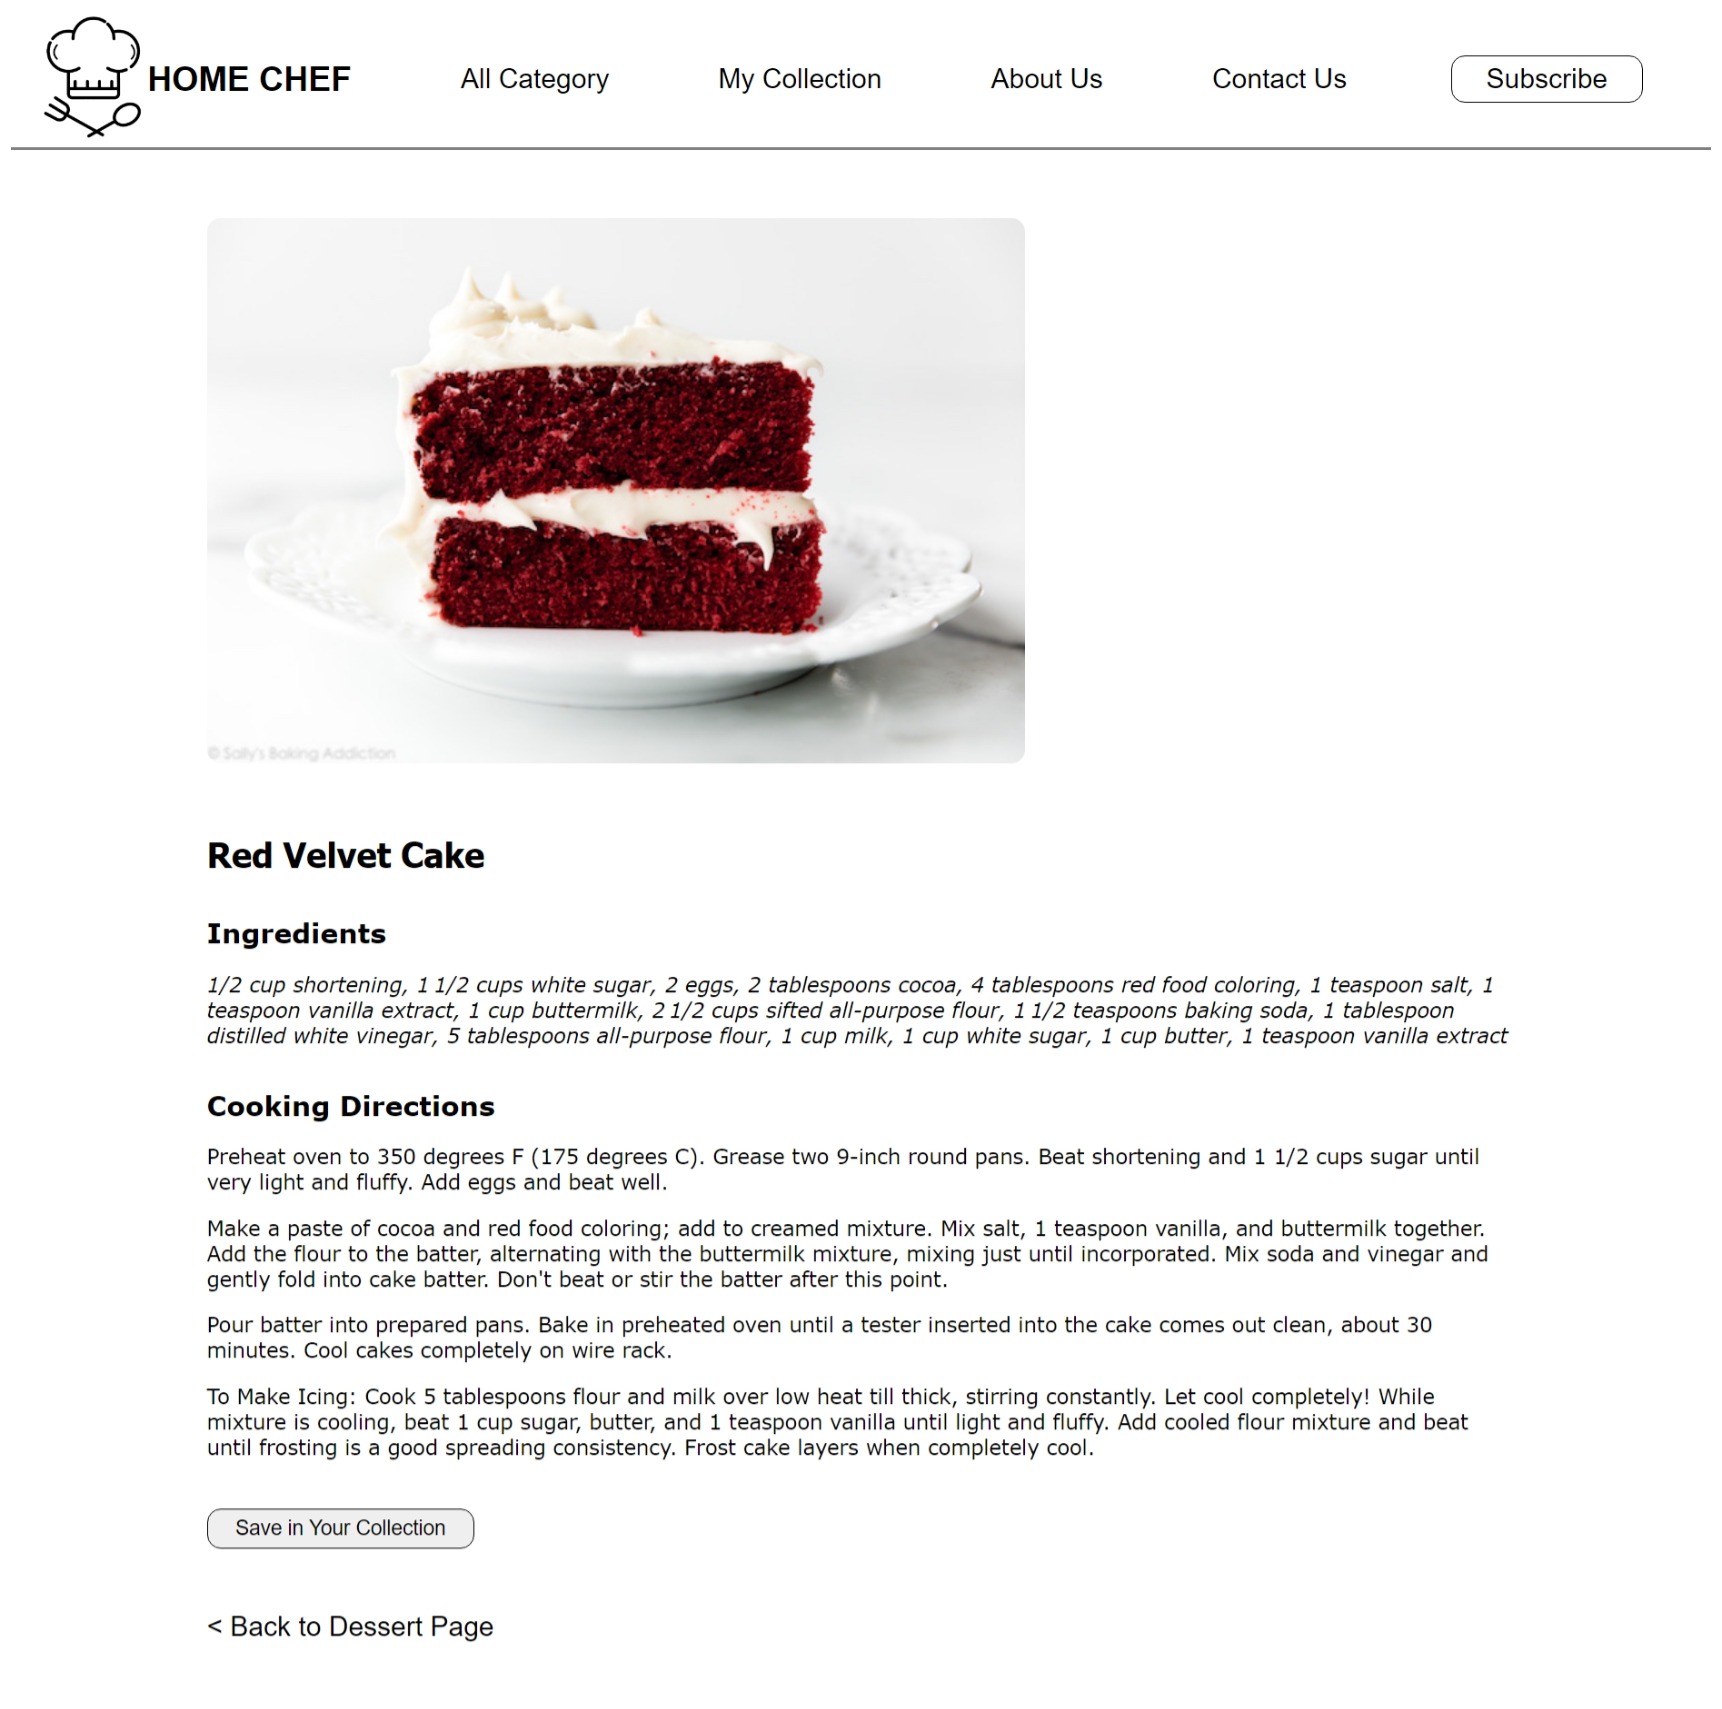 HOME CHEF
All Category
My Collection
About Us
Contact Us
Subscribe
© Sally's Baking Addiction
Red Velvet Cake
Ingredients
1/2 cup shortening, 1 1/2 cups white sugar, 2 eggs, 2 tablespoons cocoa, 4 tablespoons red food coloring, 1 teaspoon salt, 1
teaspoon vanilla extract, 1 cup buttermilk, 2 1/2 cups sifted all-purpose flour, 1 1/2 teaspoons baking soda, 1 tablespoon
distilled white vinegar, 5 tablespoons all-purpose flour, 1 cup milk, 1 cup white sugar, 1 cup butter, 1 teaspoon vanilla extract
Cooking Directions
Preheat oven to 350 degrees F (175 degrees C). Grease two 9-inch round pans. Beat shortening and 1 1/2 cups sugar until
very light and fluffy. Add eggs and beat well.
Make a paste of cocoa and red food coloring; add to creamed mixture. Mix salt, 1 teaspoon vanilla, and buttermilk together.
Add the flour to the batter, alternating with the buttermilk mixture, mixing just until incorporated. Mix soda and vinegar and
gently fold into cake batter. Don't beat or stir the batter after this point.
Pour batter into prepared pans. Bake in preheated oven until a tester inserted into the cake comes out clean, about 30
minutes. Cool cakes completely on wire rack.
To Make Icing: Cook 5 tablespoons flour and milk over low heat till thick, stirring constantly. Let cool completely! While
mixture is cooling, beat 1 cup sugar, butter, and 1 teaspoon vanilla until light and fluffy. Add cooled flour mixture and beat
until frosting is a good spreading consistency. Frost cake layers when completely cool.
Save in Your Collection
< Back to Dessert Page